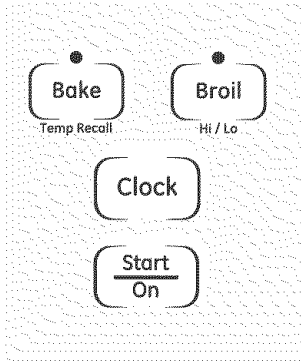 Bake
Broil
Temp Recall
Hi / Lo
Clock
Start
On